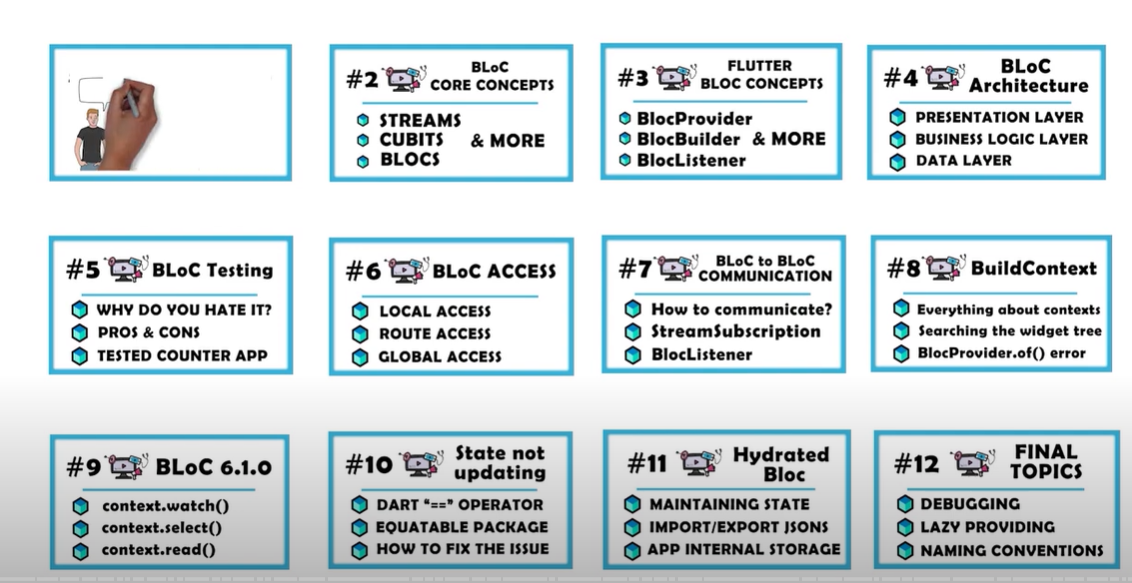 #2 BLoC
CORE CONCEPTS
STREAMS
CUBITS & MORE
BLOCS
#3 FLUTTER
BLOC CONCEPTS
BlocProvider
BlocBuilder & MORE
BlocListener
#4 BLoC
Architecture
PRESENTATION LAYER
BUSINESS LOGIC LAYER
DATA LAYER
#5 BLoC Testing
WHY DO YOU HATE IT?
PROS & CONS
TESTED COUNTER APP
#6 BLoC ACCESS
LOCAL ACCESS
ROUTE ACCESS
GLOBAL ACCESS
#7 BLoC to BLoC
COMMUNICATION
How to communicate?
StreamSubscription
BlocListener
#8 BuildContext
Everything about contexts
Searching the widget tree
BlocProvider.of() error
#9 BLoC 6.1.0
context.watch()
context.select()
context.read()
#10 State not
updating
DART "==" OPERATOR
EQUATABLE PACKAGE
HOW TO FIX THE ISSUE
#11 Hydrated
Bloc
MAINTAINING STATE
IMPORT/EXPORT JSONS
APP INTERNAL STORAGE
#12 FINAL
TOPICS
DEBUGGING
LAZY PROVIDING
NAMING CONVENTIONS